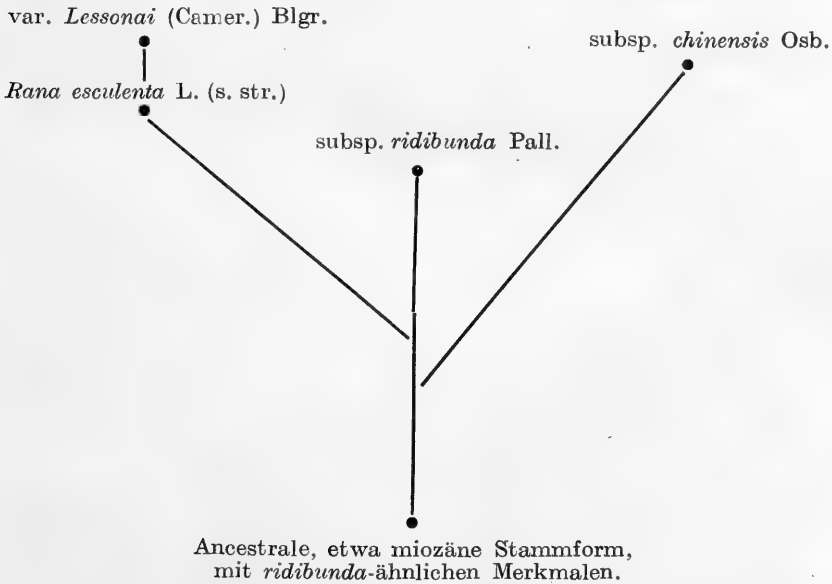 var. Lessonai (Camer.) Blgr.
subsp. chinensis Osb.
Rana esculenta L. (s. str.)
subsp. ridibunda Pall.
Ancestrale, etwa miozäne Stammform,
mit ridibunda-ähnlichen Merkmalen.